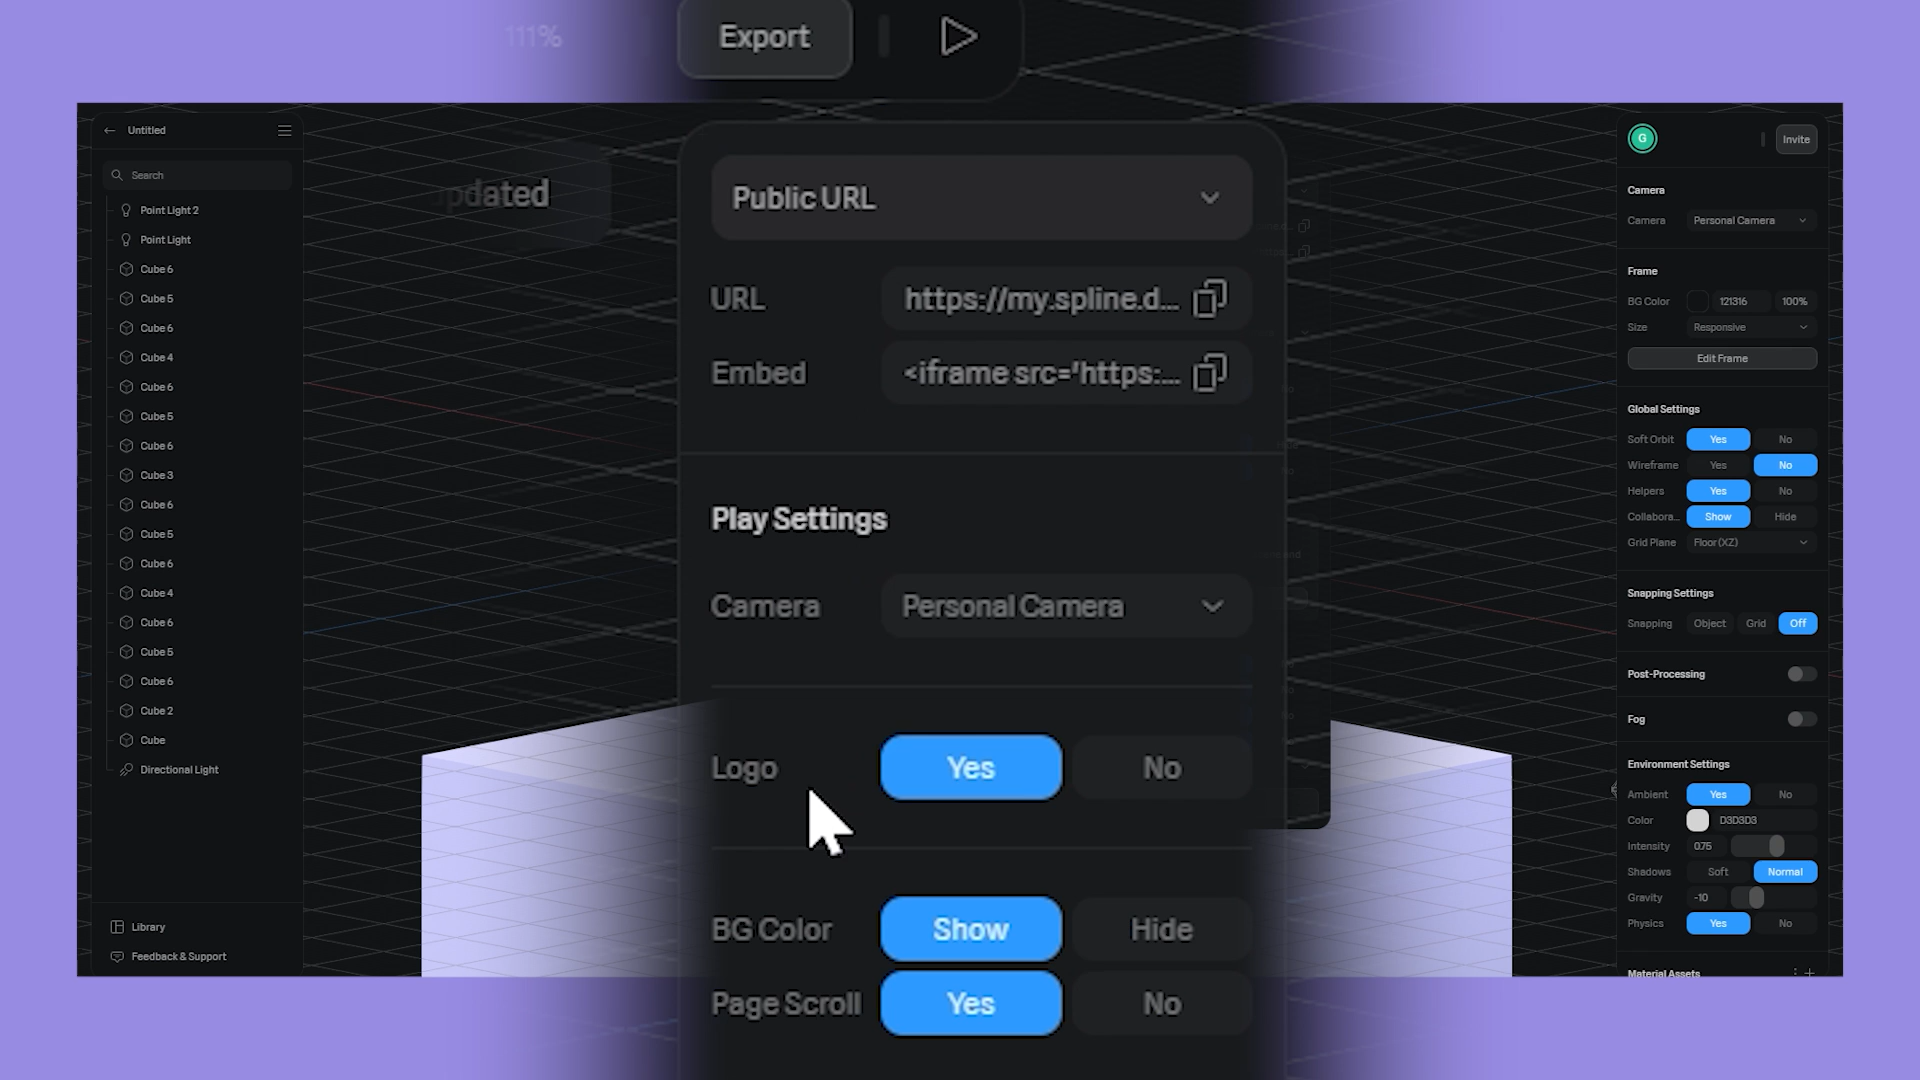 111%
Export
Untitled
Search
Point Light 2
Point Light
Cube 6
Cube 5
Cube 6
Cube 4
Cube 6
Cube 5
Cube 6
Cube 3
Cube 6
Cube 5
Cube 6
Cube 4
Cube 6
Cube 5
Cube 6
Cube 2
Cube
Directional Light
Library
Feedback & Support
Public URL
URL https://my.spline.d...
Embed <iframe src='https:...
Play Settings
Camera Personal Camera
Logo Yes No
BG Color Show Hide
Page Scroll Yes No
G Invite
Camera
Camera Personal Camera
Frame
BG Color 121316 100%
Size Responsive
Edit Frame
Global Settings
Soft Orbit Yes No
Wireframe Yes No
Helpers Yes No
Collabora... Show Hide
Grid Plane Floor (XZ)
Snapping Settings
Snapping Object Grid Off
Post-Processing
Fog
Environment Settings
Ambient Yes No
Color D3D3D3
Intensity 0.75
Shadows Soft Normal
Gravity -10
Physics Yes No
Material Assets